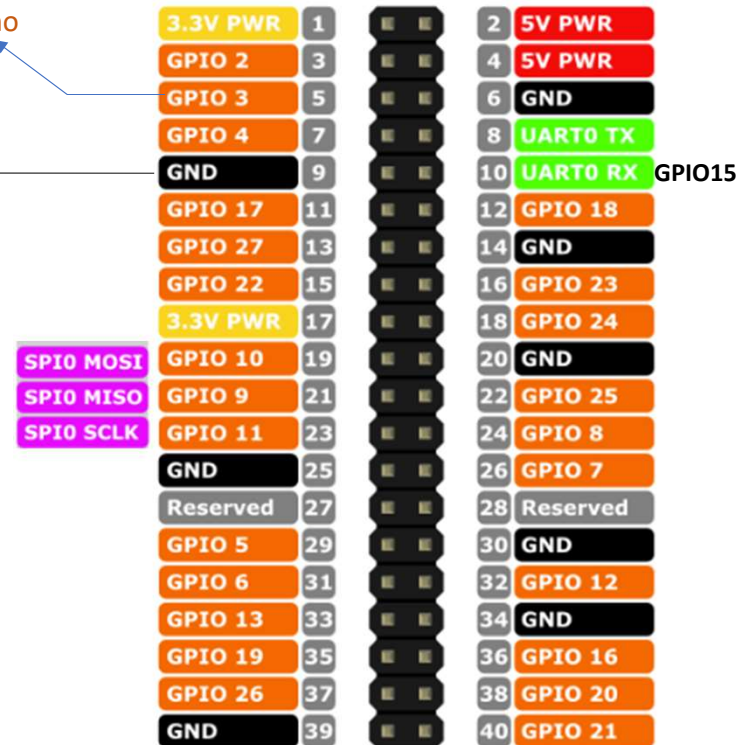 no
3.3V PWR 1 2 5V PWR
GPIO 2 3 4 5V PWR
GPIO 3 5 6 GND
GPIO 4 7 8 UART0 TX
GND 9 10 UART0 RX GPIO15
GPIO 17 11 12 GPIO 18
GPIO 27 13 14 GND
GPIO 22 15 16 GPIO 23
3.3V PWR 17 18 GPIO 24
SPI0 MOSI GPIO 10 19 20 GND
SPI0 MISO GPIO 9 21 22 GPIO 25
SPI0 SCLK GPIO 11 23 24 GPIO 8
GND 25 26 GPIO 7
Reserved 27 28 Reserved
GPIO 5 29 30 GND
GPIO 6 31 32 GPIO 12
GPIO 13 33 34 GND
GPIO 19 35 36 GPIO 16
GPIO 26 37 38 GPIO 20
GND 39 40 GPIO 21